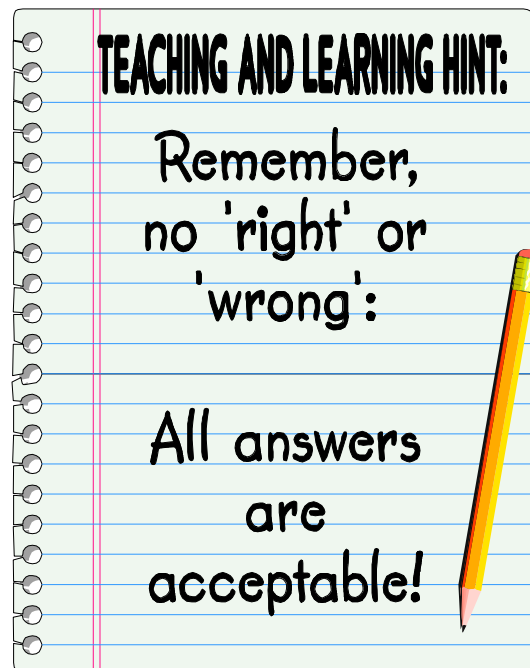 TEACHING AND LEARNING HINT:
Remember,
no 'right' or
'wrong':
All answers
are
acceptable!